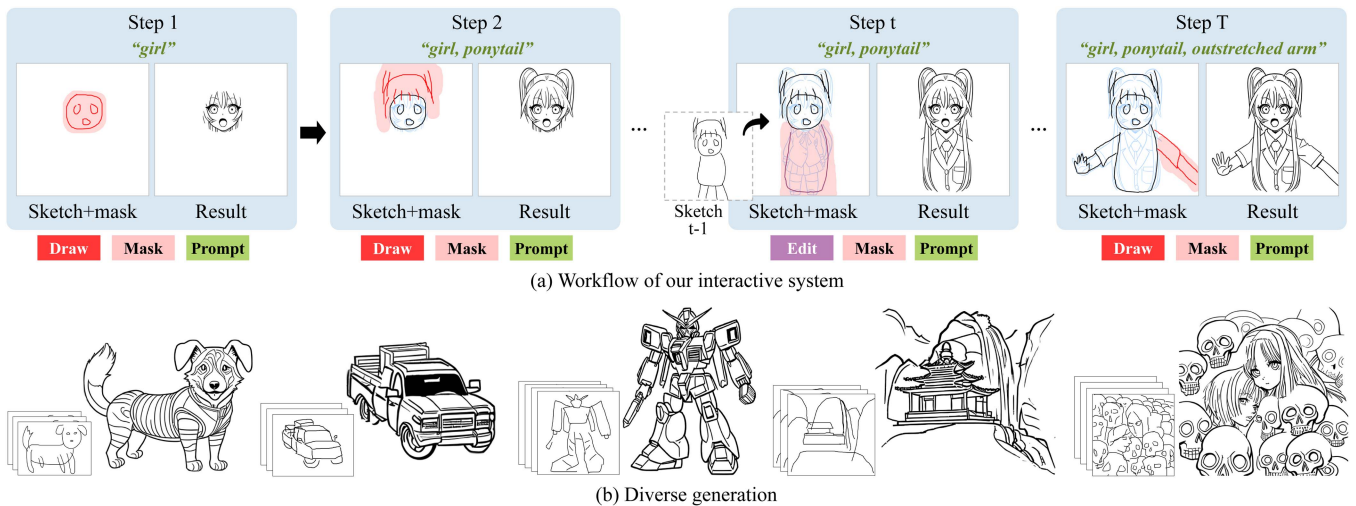 Step 1
"girl"
Sketch+mask Result
Draw Mask Prompt
Step 2
"girl, ponytail"
Sketch+mask Result
Draw Mask Prompt
...
Sketch
t-1
Step t
"girl, ponytail"
Sketch+mask Result
Edit Mask Prompt
...
Step T
"girl, ponytail, outstretched arm"
Sketch+mask Result
Draw Mask Prompt
(a) Workflow of our interactive system
(b) Diverse generation